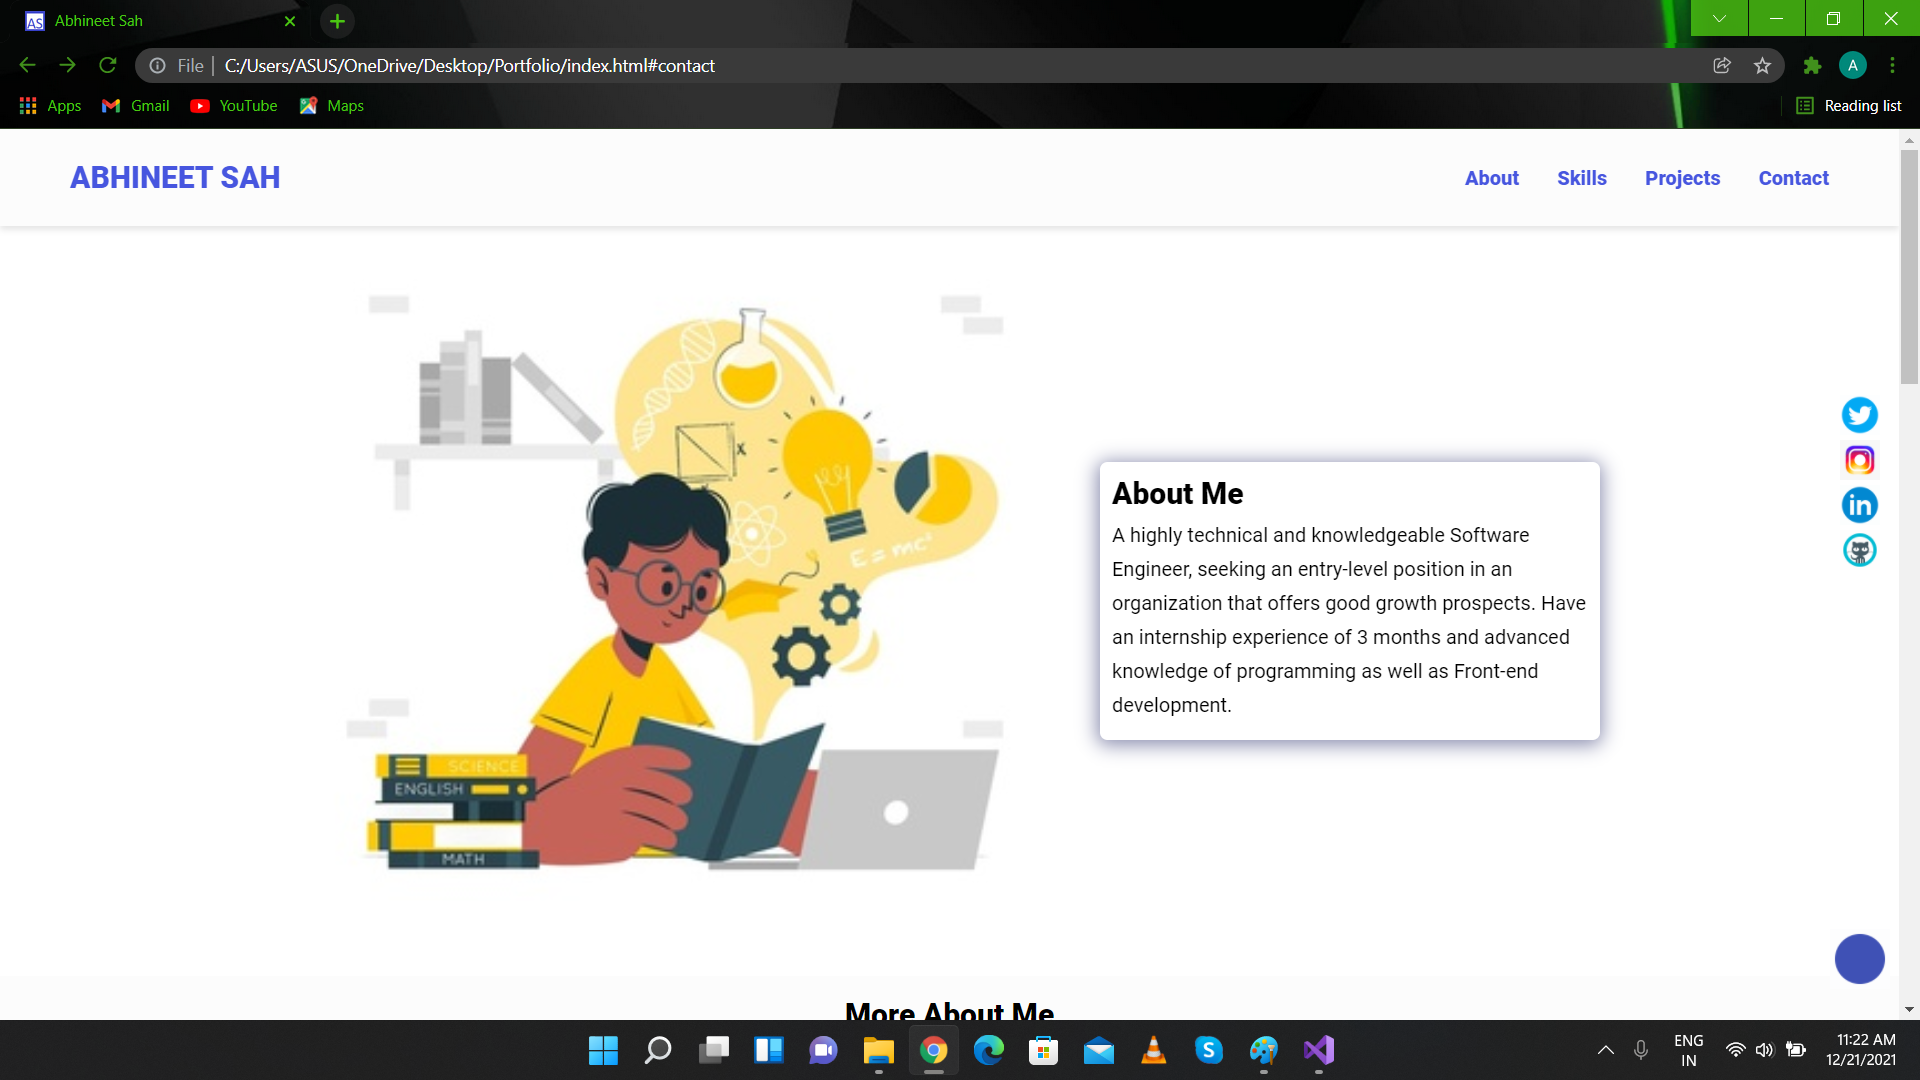 AS Abhineet Sah
File | C:/Users/ASUS/OneDrive/Desktop/Portfolio/index.html#contact
A
Apps Gmail YouTube Maps Reading list
ABHINEET SAH About Skills Projects Contact
x
E = mc²
SCIENCE
ENGLISH
MATH
About Me
A highly technical and knowledgeable Software
Engineer, seeking an entry-level position in an
organization that offers good growth prospects. Have
an internship experience of 3 months and advanced
knowledge of programming as well as Front-end
development.
in
More About Me
S
ENG
IN
11:22 AM
12/21/2021